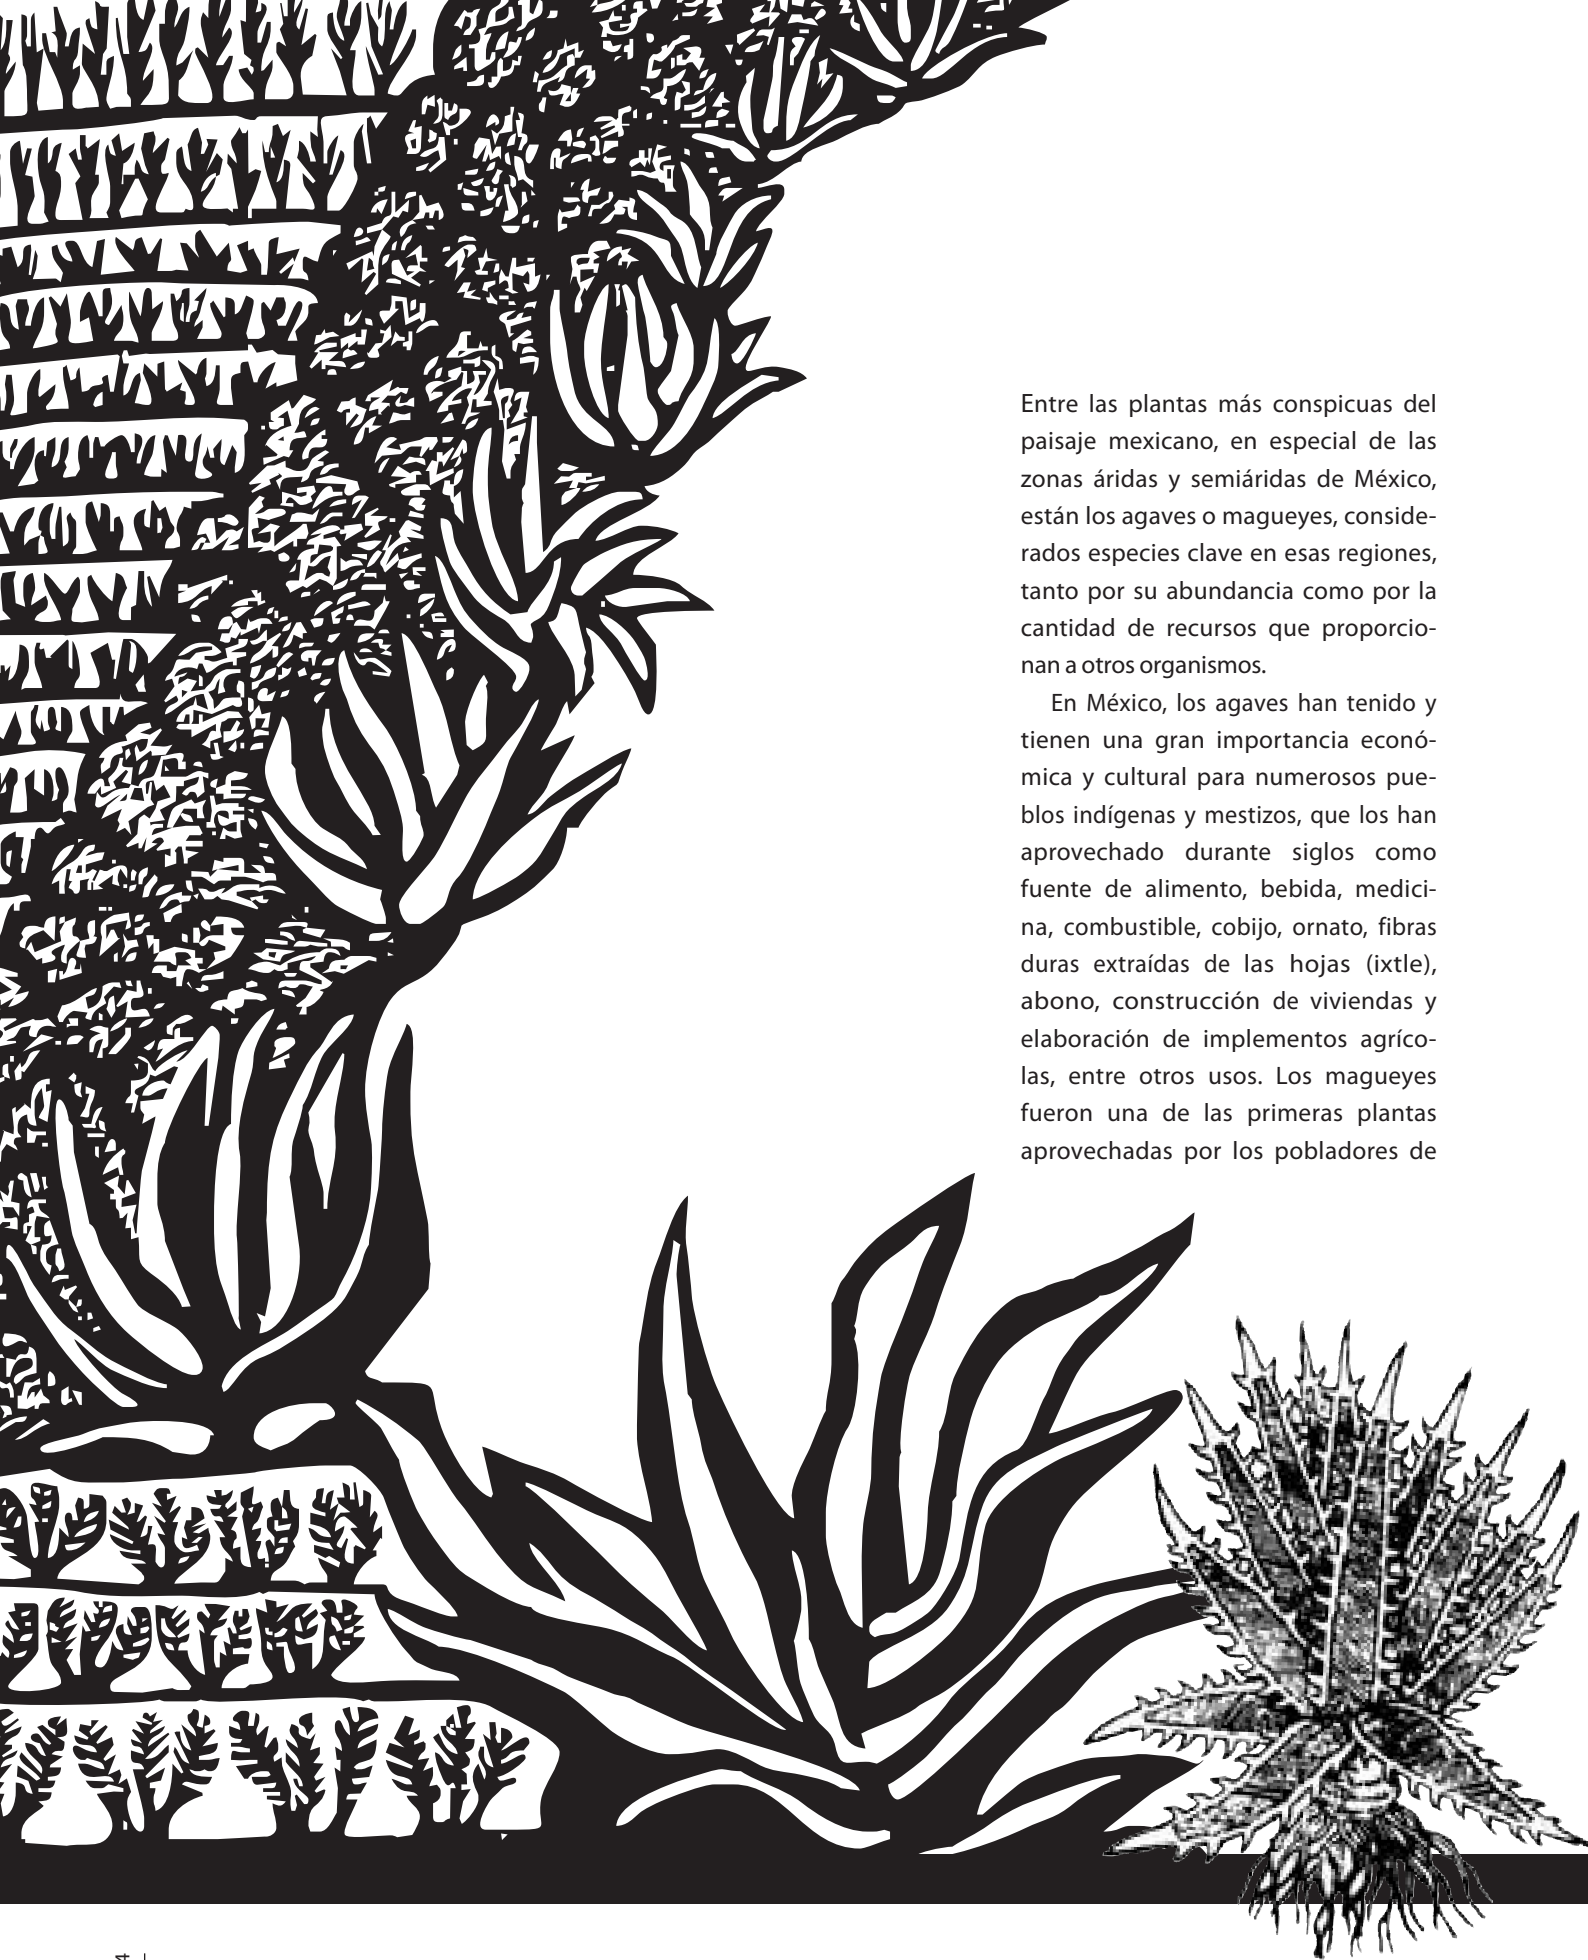 Entre las plantas más conspicuas del
paisaje mexicano, en especial de las
zonas áridas y semiáridas de México,
están los agaves o magueyes, conside-
rados especies clave en esas regiones,
tanto por su abundancia como por la
cantidad de recursos que proporcio-
nan a otros organismos.
En México, los agaves han tenido y
tienen una gran importancia econó-
mica y cultural para numerosos pue-
blos indígenas y mestizos, que los han
aprovechado durante siglos como
fuente de alimento, bebida, medici-
na, combustible, cobijo, ornato, fibras
duras extraídas de las hojas (ixtle),
abono, construcción de viviendas y
elaboración de implementos agríco-
las, entre otros usos. Los magueyes
fueron una de las primeras plantas
aprovechadas por los pobladores de